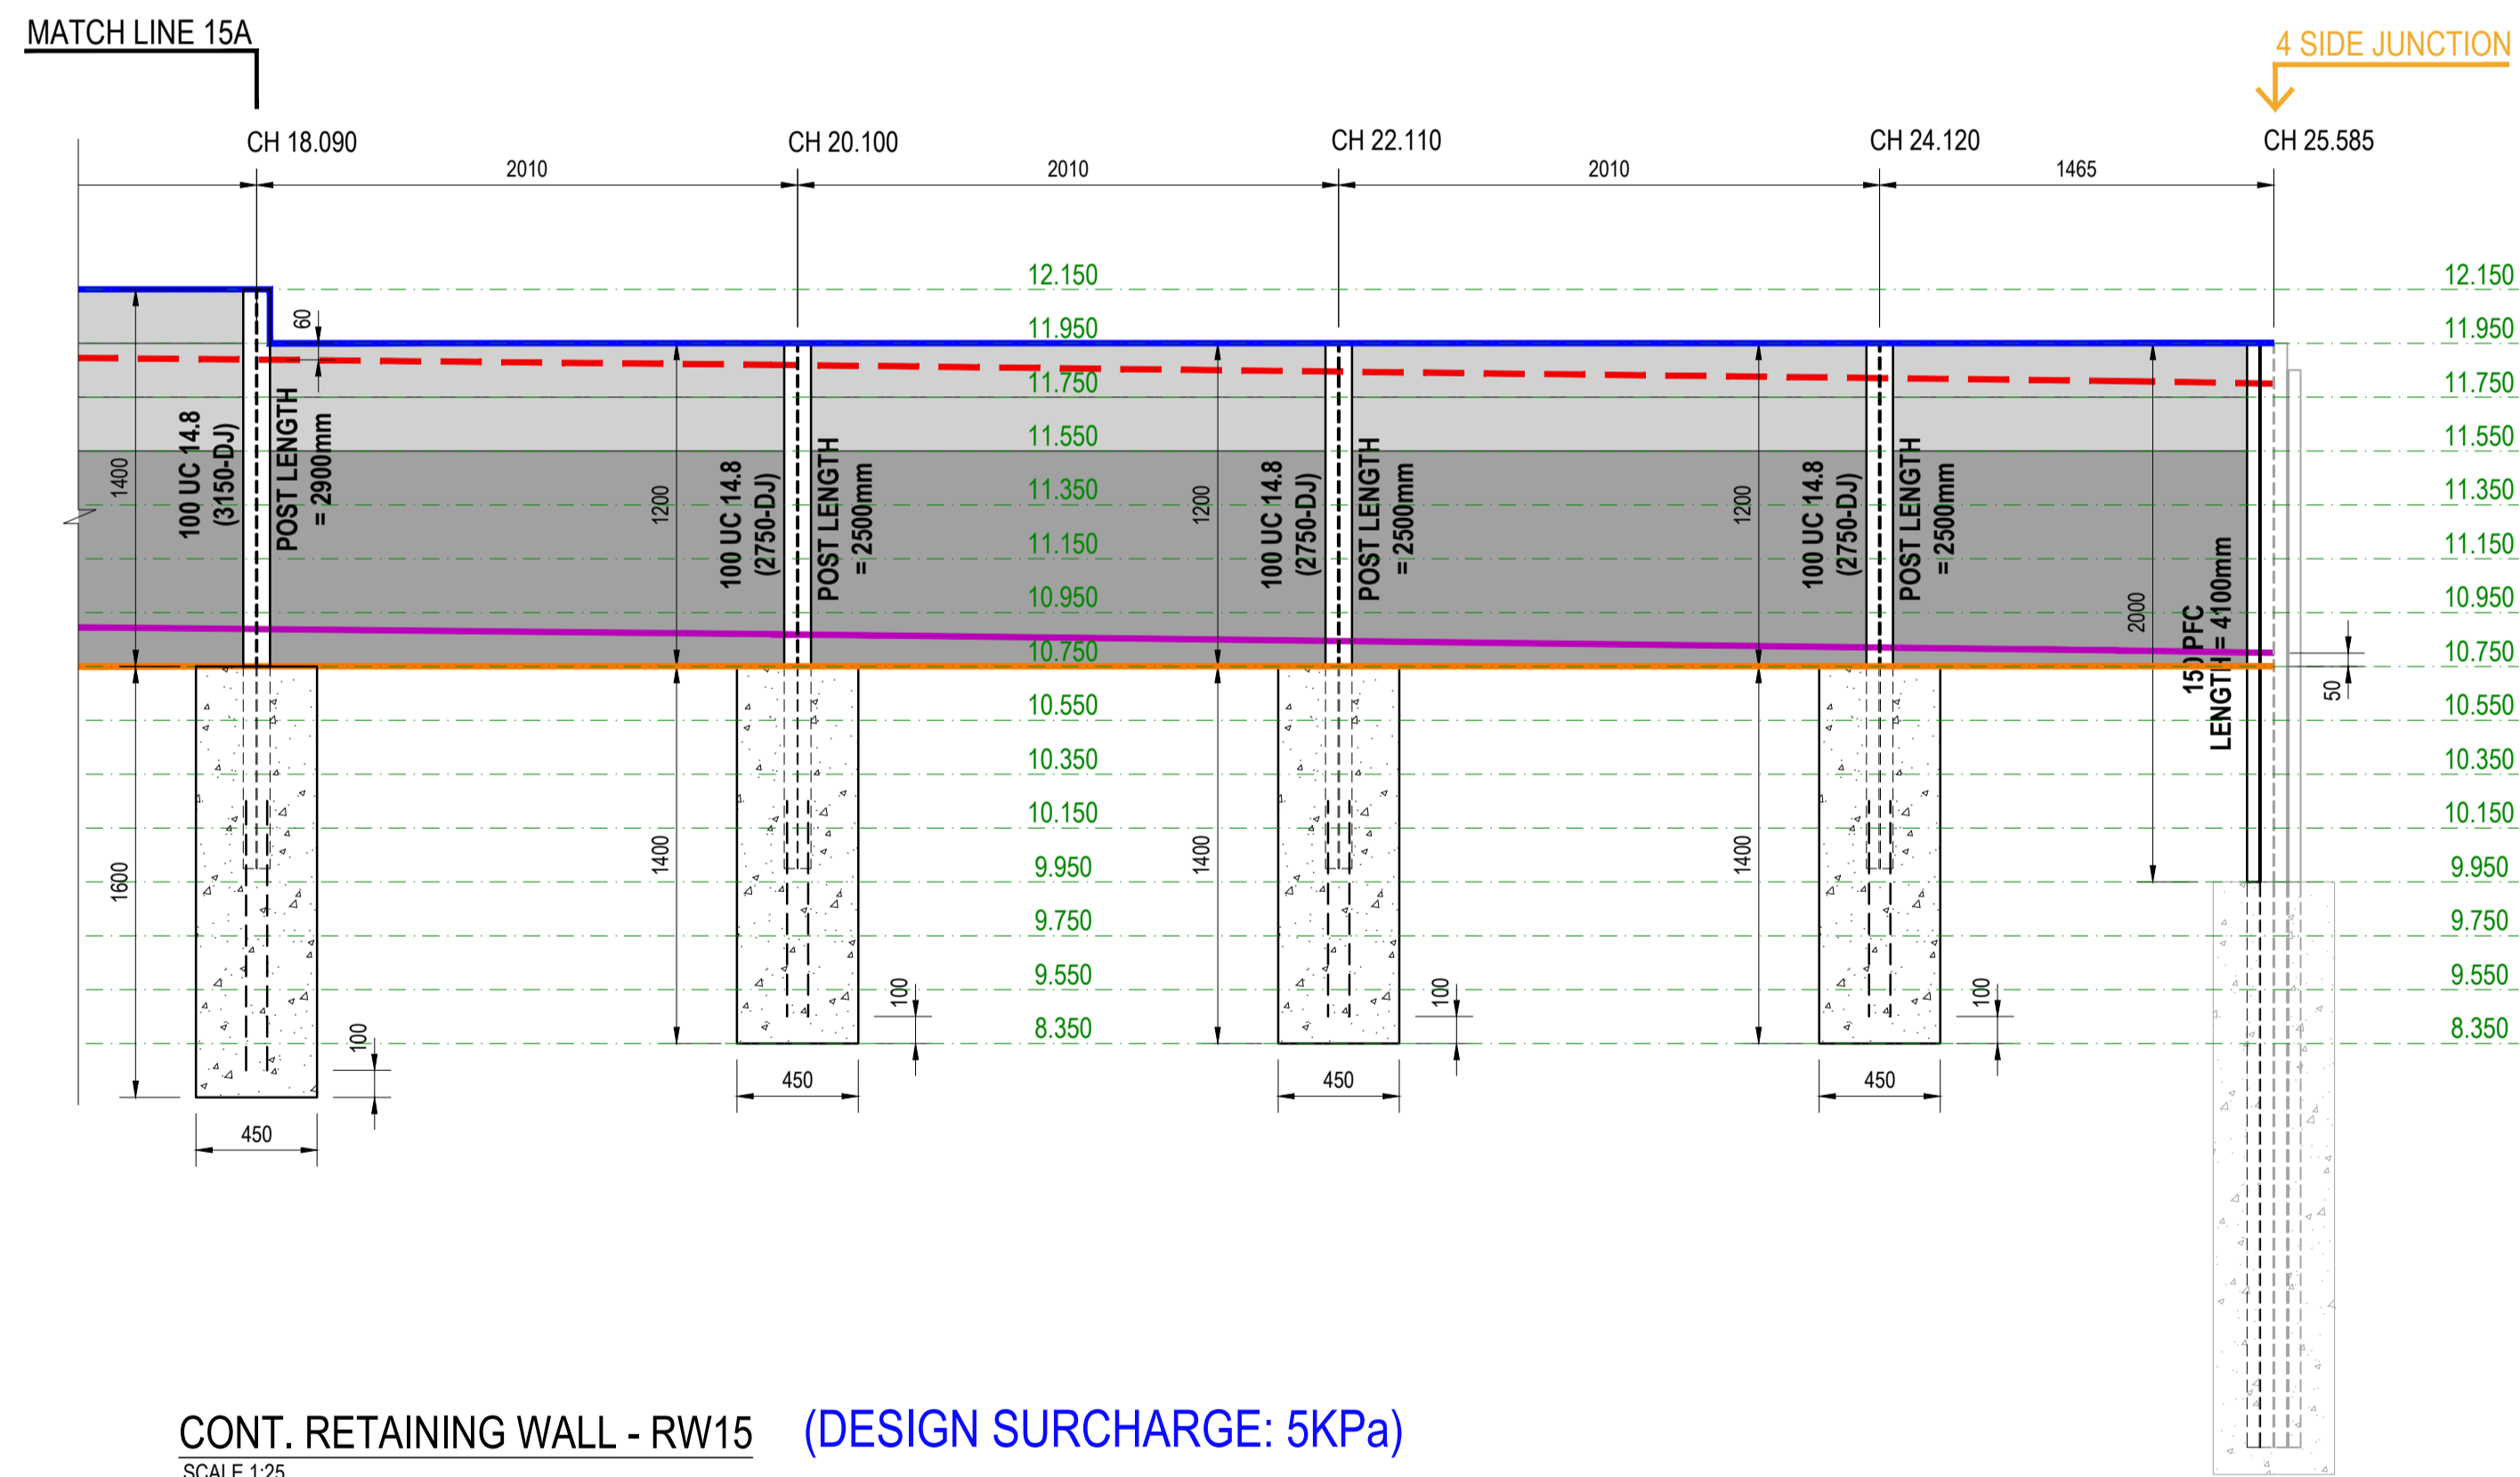 MATCH LINE 15A
4 SIDE JUNCTION
CH 18.090
CH 20.100
CH 22.110
CH 24.120
CH 25.585
2010
2010
2010
1465
12.150
12.150
60
11.950
11.950
11.750
11.750
11.550
11.350
11.150
10.950
10.750
10.750
10.550
10.550
10.350
10.350
10.150
10.150
9.950
9.950
9.750
9.750
9.550
9.550
8.350
8.350
1400
100 UC 14.8
(3150-DJ)
POST LENGTH
= 2900mm
1200
100 UC 14.8
(2750-DJ)
POST LENGTH
= 2500mm
1200
100 UC 14.8
(2750-DJ)
POST LENGTH
= 2500mm
1200
100 UC 14.8
(2750-DJ)
POST LENGTH
= 2500mm
2000
150 PFC
LENGTH = 4100mm
50
1600
1400
1400
1400
100
100
100
100
450
450
450
450
CONT. RETAINING WALL - RW15
(DESIGN SURCHARGE: 5KPa)
SCALE 1:25